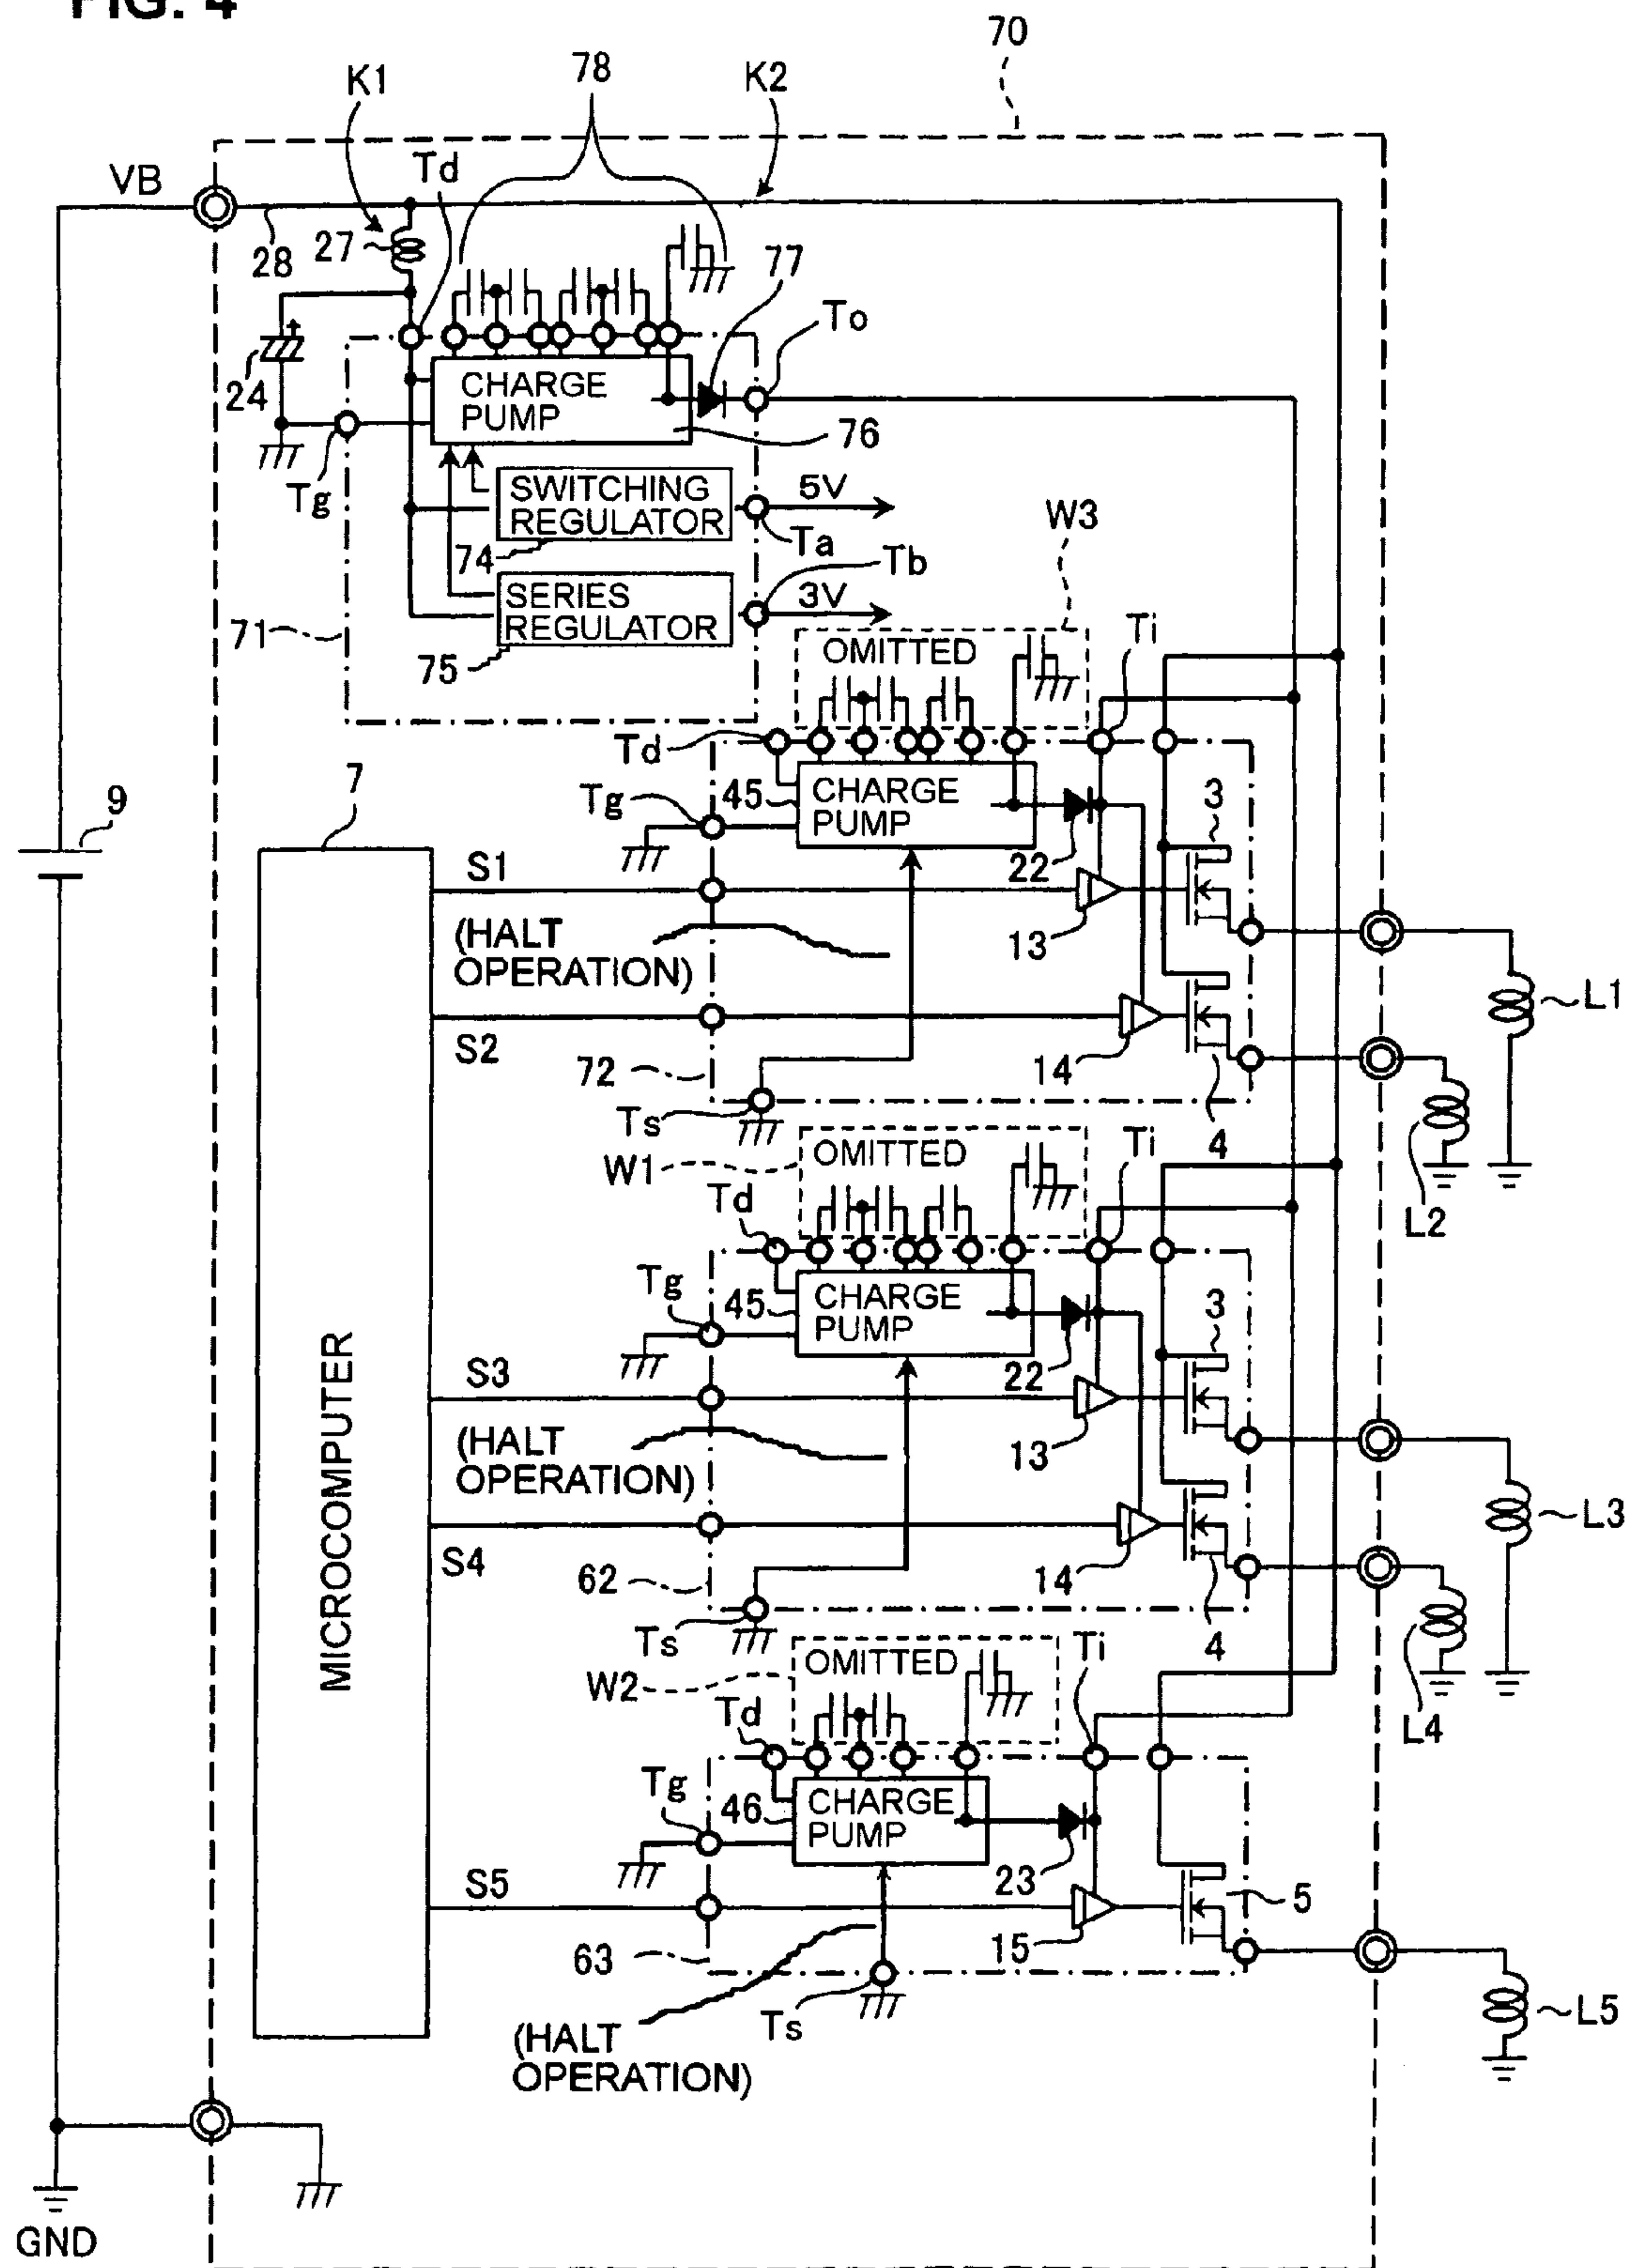 FIG. 4
70
78
K1
K2
Td
VB
28
27
77
To
24
CHARGE
PUMP
76
Tg
SWITCHING
REGULATOR
5V
74
Ta
W3
Tb
SERIES
REGULATOR
3V
71
75
OMITTED
Ti
Td
7
9
Tg
45
CHARGE
PUMP
3
22
S1
13
(HALT
OPERATION)
L1
S2
14
72
Ts
4
OMITTED
Ti
W1
Td
L2
Tg
45
CHARGE
PUMP
3
22
MICROCOMPUTER
S3
13
(HALT
OPERATION)
L3
S4
14
62
Ts
4
OMITTED
Ti
W2
Td
L4
Tg
46
CHARGE
PUMP
23
S5
5
15
63
Ts
L5
(HALT
OPERATION)
GND